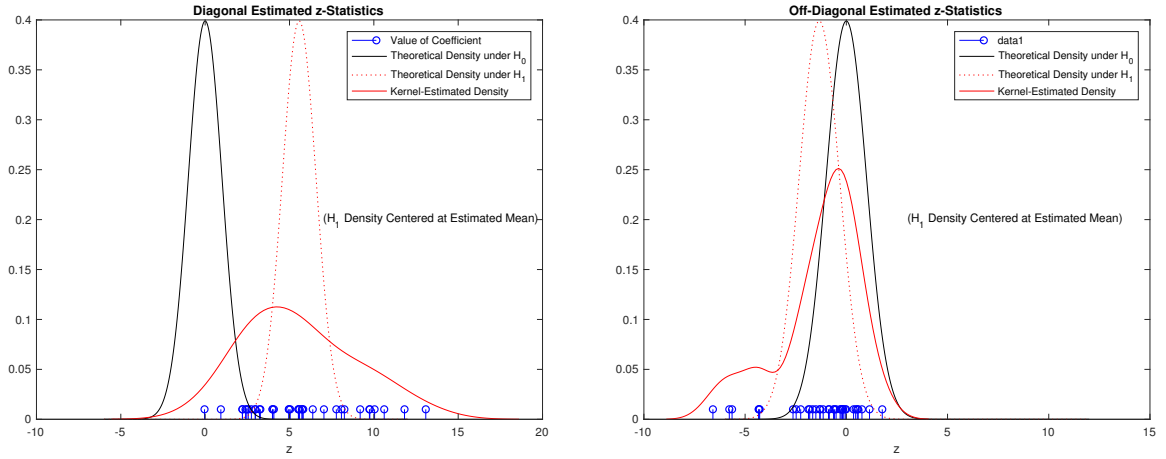 Diagonal Estimated z-Statistics
0.4
0.35
0.3
0.25
0.2
0.15
0.1
0.05
0
-10
-5
0
5
10
15
20
z
Value of Coefficient
Theoretical Density under H0
Theoretical Density under H1
Kernel-Estimated Density
(H1 Density Centered at Estimated Mean)
Off-Diagonal Estimated z-Statistics
0.4
0.35
0.3
0.25
0.2
0.15
0.1
0.05
0
-10
-5
0
5
10
15
z
data1
Theoretical Density under H0
Theoretical Density under H1
Kernel-Estimated Density
(H1 Density Centered at Estimated Mean)